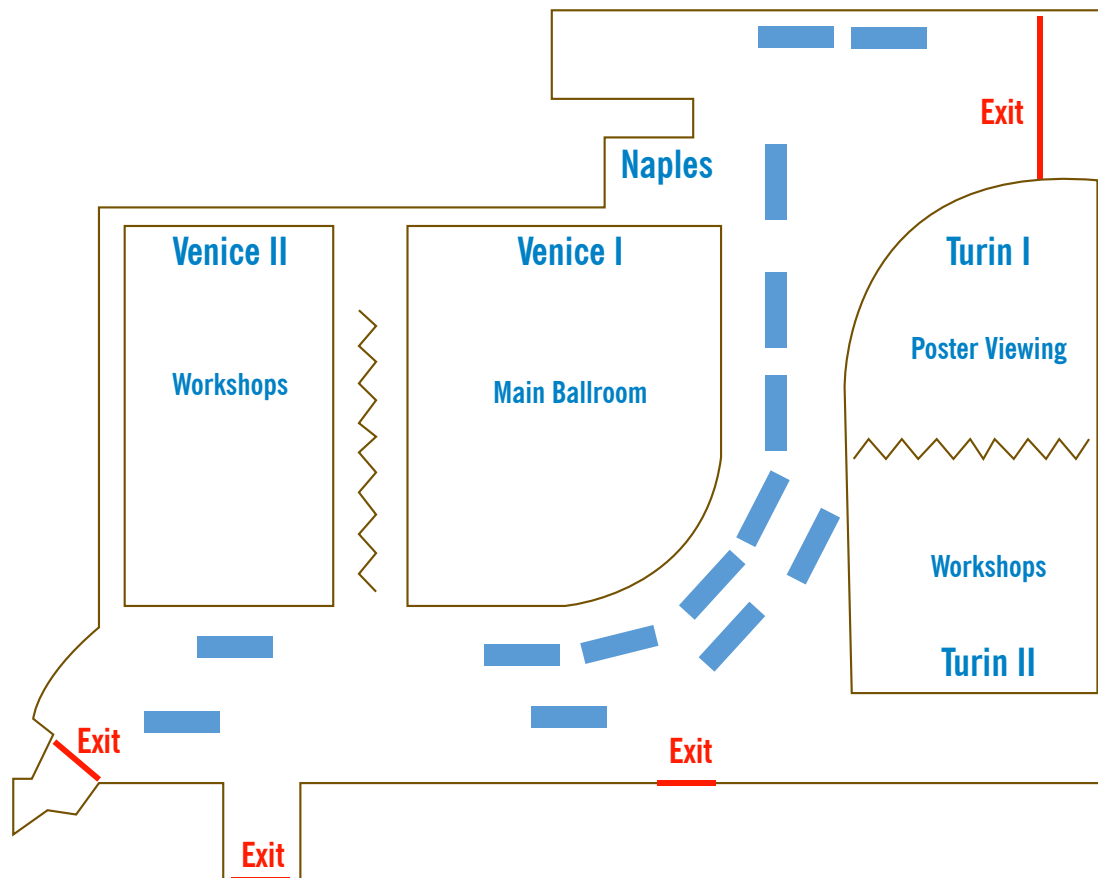 Exit
Naples
Venice II
Venice I
Turin I
Poster Viewing
Workshops
Main Ballroom
Workshops
Turin II
Exit
Exit
Exit